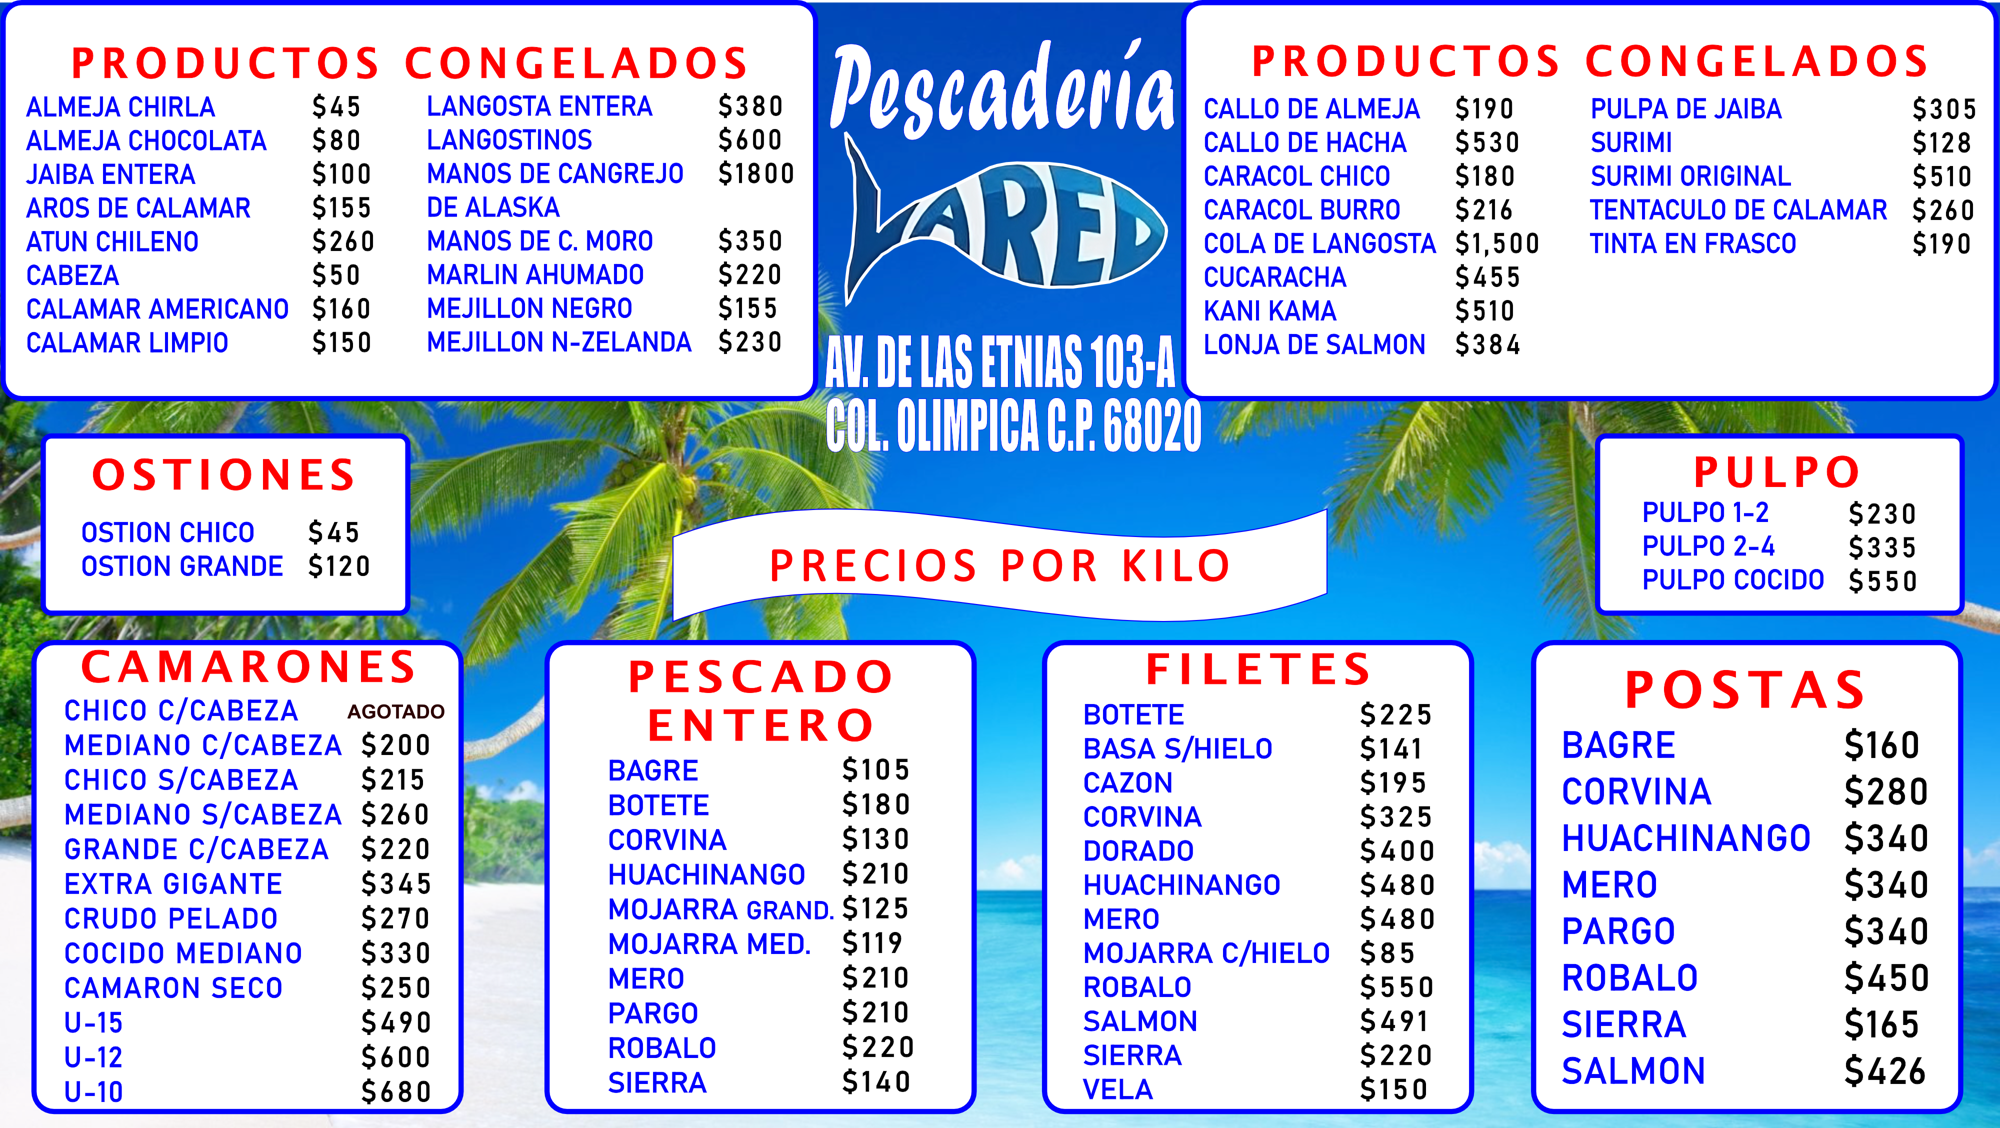 PRODUCTOS CONGELADOS
ALMEJA CHIRLA $45
ALMEJA CHOCOLATA $80
JAIBA ENTERA $100
AROS DE CALAMAR $155
ATUN CHILENO $260
CABEZA $50
CALAMAR AMERICANO $160
CALAMAR LIMPIO $150
LANGOSTA ENTERA $380
LANGOSTINOS $600
MANOS DE CANGREJO $1800
DE ALASKA
MANOS DE C. MORO $350
MARLIN AHUMADO $220
MEJILLON NEGRO $155
MEJILLON N-ZELANDA $230
Pescadería
LARED
AV. DE LAS ETNIAS 103-A
COL. OLIMPICA C.P. 68020
PRODUCTOS CONGELADOS
CALLO DE ALMEJA $190
CALLO DE HACHA $530
CARACOL CHICO $180
CARACOL BURRO $216
COLA DE LANGOSTA $1,500
CUCARACHA $455
KANI KAMA $510
LONJA DE SALMON $384
PULPA DE JAIBA $305
SURIMI $128
SURIMI ORIGINAL $510
TENTACULO DE CALAMAR $260
TINTA EN FRASCO $190
OSTIONES
OSTION CHICO $45
OSTION GRANDE $120
PRECIOS POR KILO
PULPO
PULPO 1-2 $230
PULPO 2-4 $335
PULPO COCIDO $550
CAMARONES
CHICO C/CABEZA AGOTADO
MEDIANO C/CABEZA $200
CHICO S/CABEZA $215
MEDIANO S/CABEZA $260
GRANDE C/CABEZA $220
EXTRA GIGANTE $345
CRUDO PELADO $270
COCIDO MEDIANO $330
CAMARON SECO $250
U-15 $490
U-12 $600
U-10 $680
PESCADO
ENTERO
BAGRE $105
BOTETE $180
CORVINA $130
HUACHINANGO $210
MOJARRA GRAND. $125
MOJARRA MED. $119
MERO $210
PARGO $210
ROBALO $220
SIERRA $140
FILETES
BOTETE $225
BASA S/HIELO $141
CAZON $195
CORVINA $325
DORADO $400
HUACHINANGO $480
MERO $480
MOJARRA C/HIELO $85
ROBALO $550
SALMON $491
SIERRA $220
VELA $150
POSTAS
BAGRE $160
CORVINA $280
HUACHINANGO $340
MERO $340
PARGO $340
ROBALO $450
SIERRA $165
SALMON $426